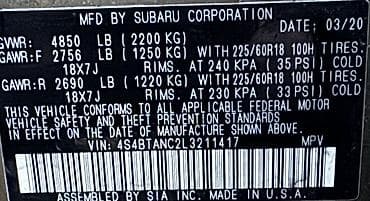 MFD BY SUBARU CORPORATION
DATE: 03/20
GVWR: 4850 LB (2200 KG)
GAWR: F 2756 LB (1250 KG) WITH 225/60R18 100H TIRES.
18X7J RIMS. AT 240 KPA (35 PSI) COLD
GAWR: R 2690 LB (1220 KG) WITH 225/60R18 100H TIRES.
18X7J RIMS. AT 230 KPA (33 PSI) COLD
THIS VEHICLE CONFORMS TO ALL APPLICABLE FEDERAL MOTOR
VEHICLE SAFETY AND THEFT PREVENTION STANDARDS
IN EFFECT ON THE DATE OF MANUFACTURE SHOWN ABOVE.
VIN: 4S4BTANC2L3211417 MPV
ASSEMBLED BY SIA INC. MADE IN U.S.A.